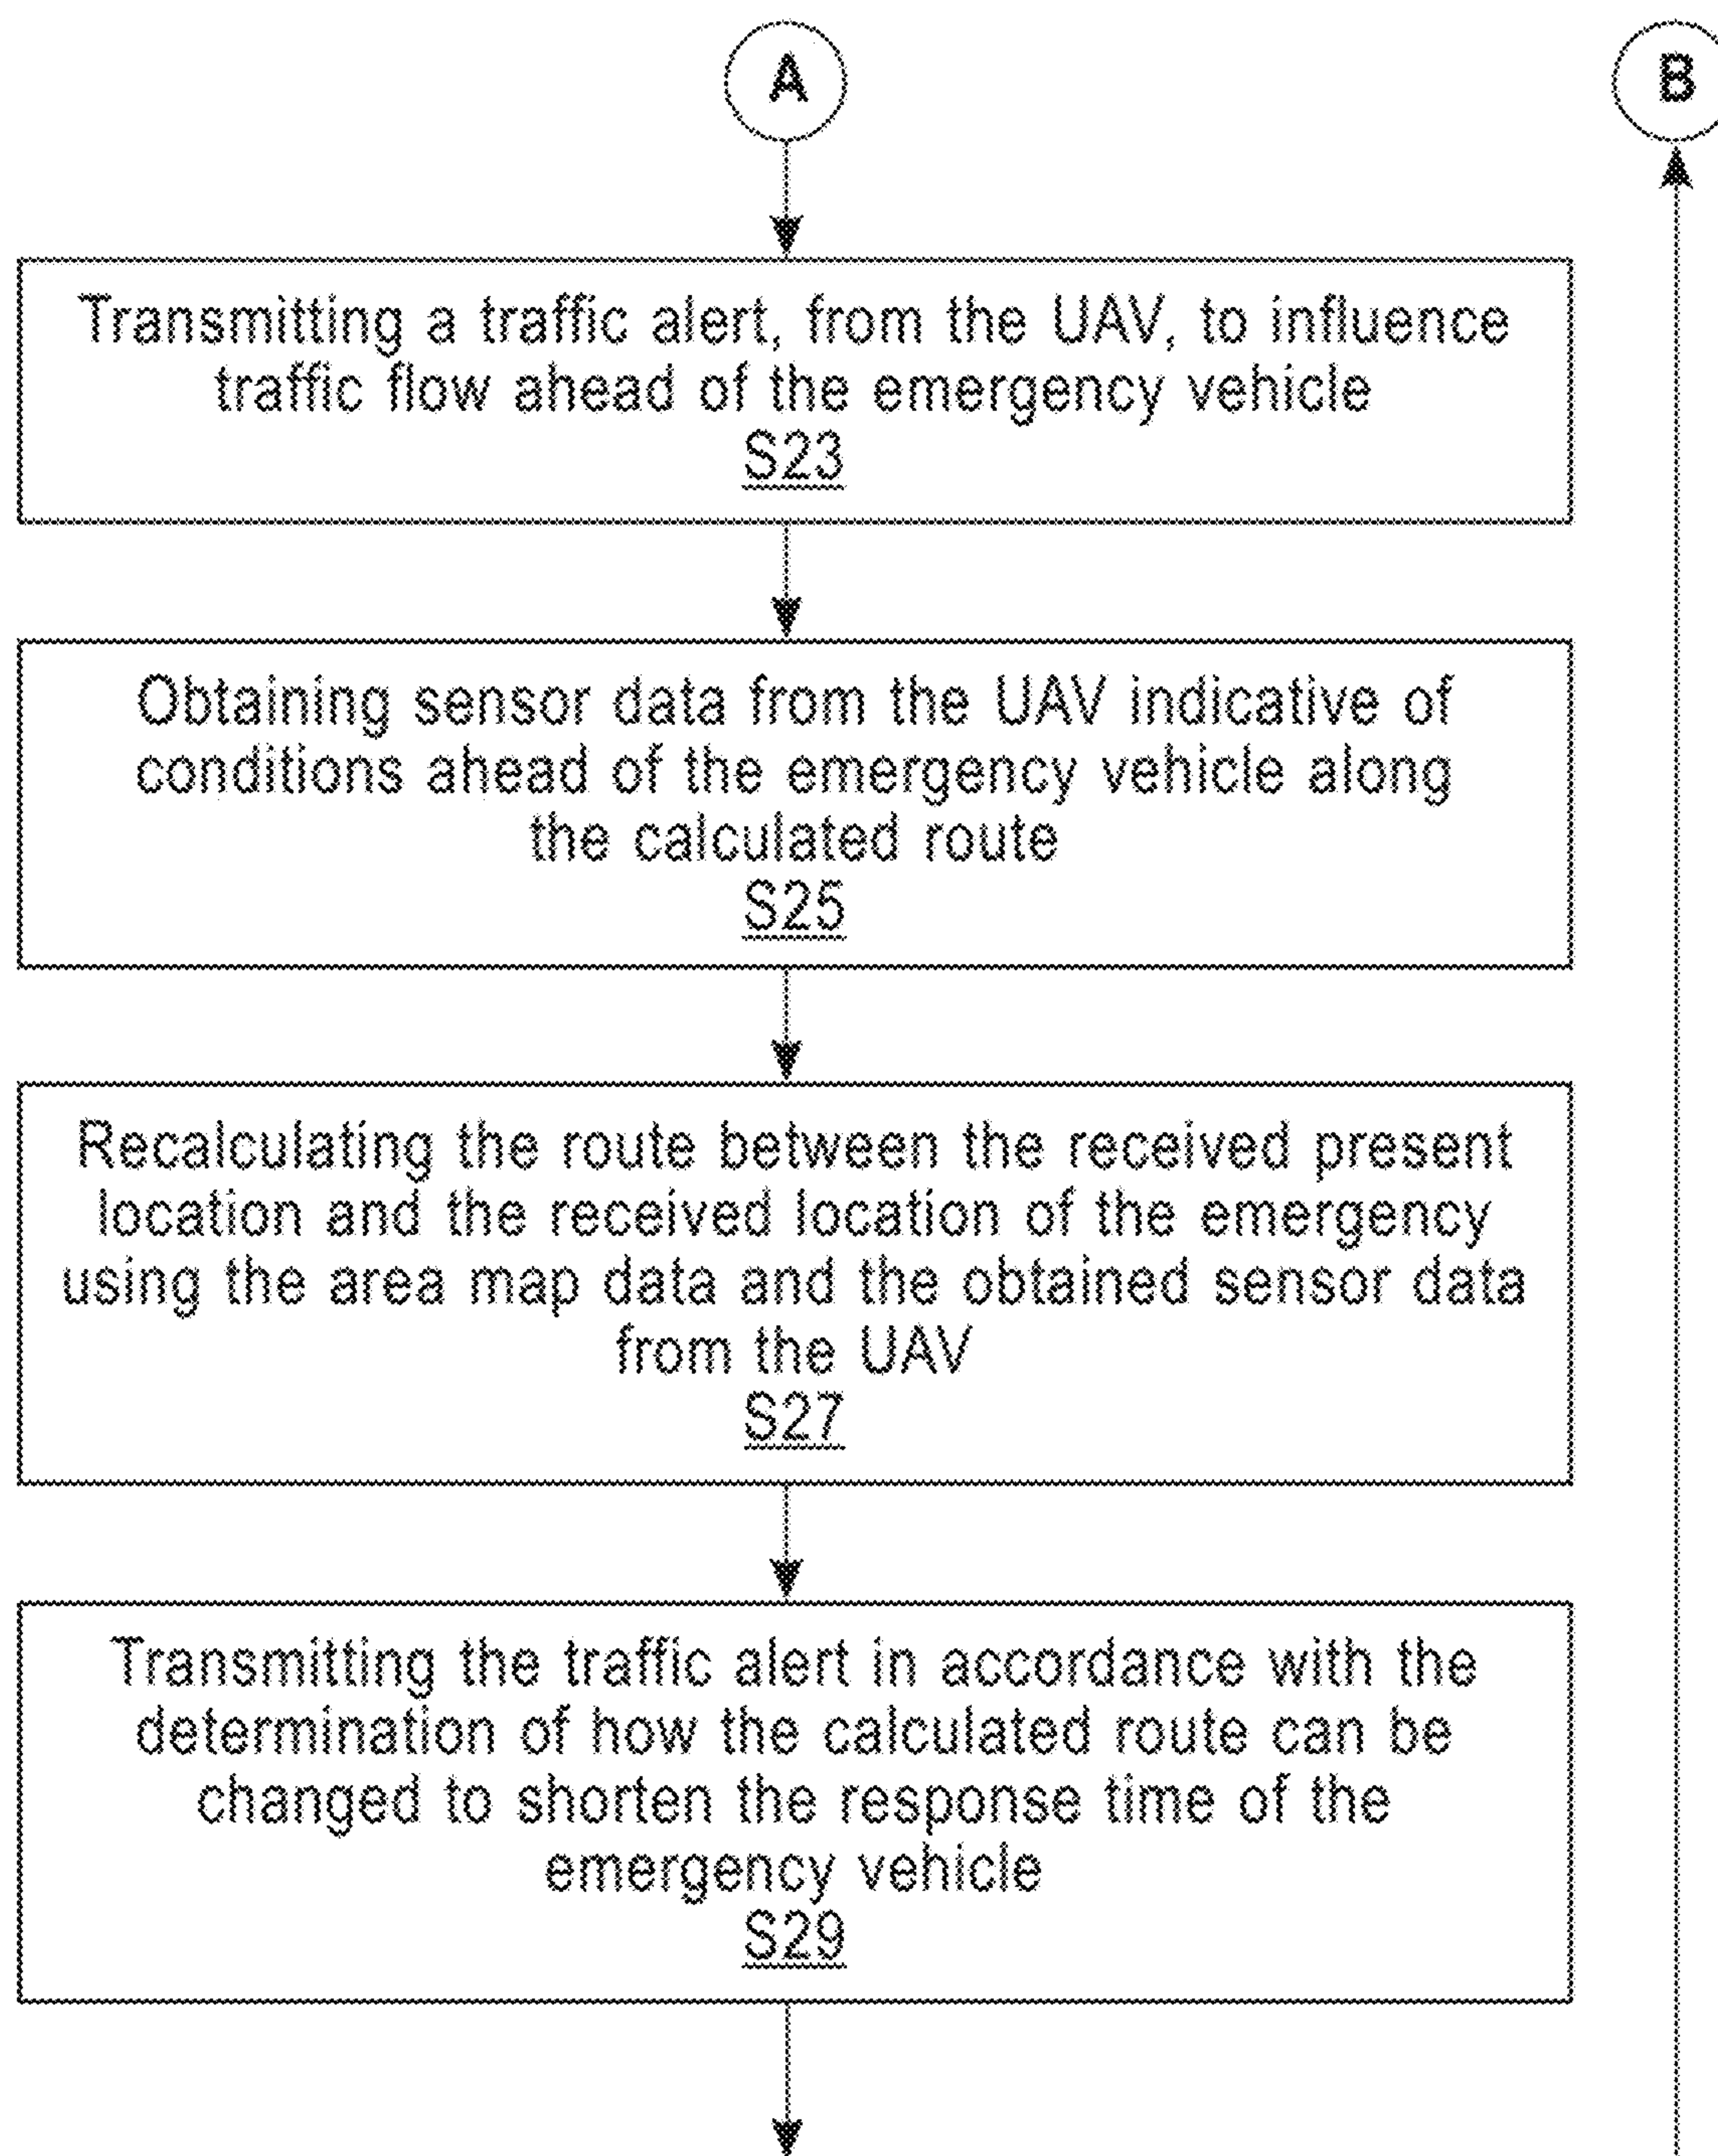 A
B
Transmitting a traffic alert, from the UAV, to influence
traffic flow ahead of the emergency vehicle
S23
Obtaining sensor data from the UAV indicative of
conditions ahead of the emergency vehicle along
the calculated route
S25
Recalculating the route between the received present
location and the received location of the emergency
using the area map data and the obtained sensor data
from the UAV
S27
Transmitting the traffic alert in accordance with the
determination of how the calculated route can be
changed to shorten the response time of the
emergency vehicle
S29